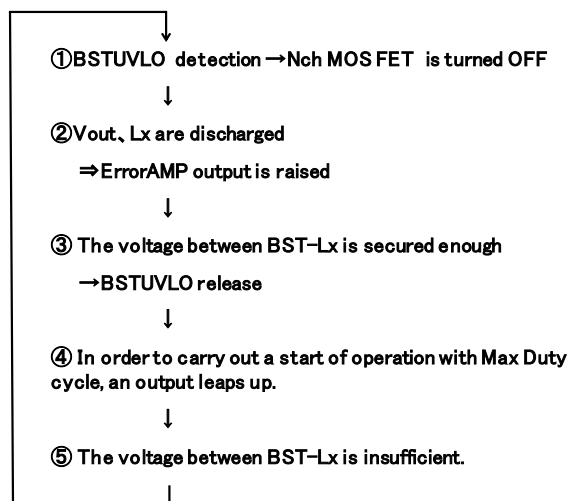 ①BSTUVLO detection→Nch MOS FET is turned OFF
↓
②Vout、Lx are discharged
⇒ErrorAMP output is raised
↓
③ The voltage between BST-Lx is secured enough
→BSTUVLO release
↓
④ In order to carry out a start of operation with Max Duty
cycle, an output leaps up.
↓
⑤ The voltage between BST-Lx is insufficient.